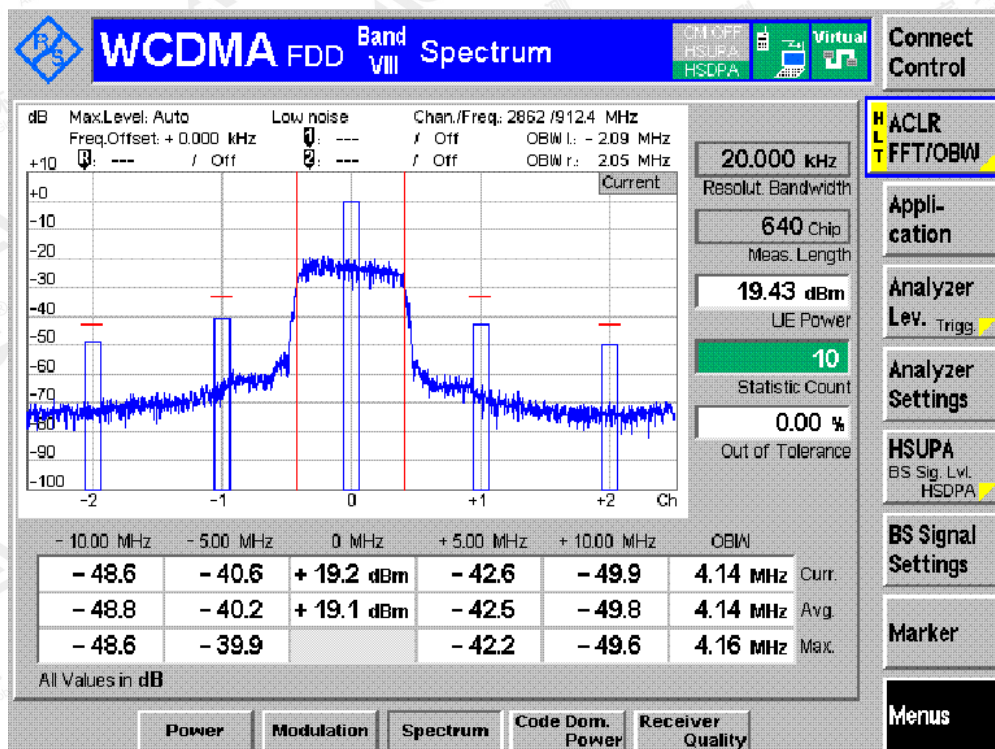 R&S
WCDMA FDD Band VIII Spectrum
HSUPA
HSDPA
Virtual
Connect Control
dB Max.Level: Auto Low noise Chan./Freq.: 2862 /912.4 MHz
Freq.Offset: + 0.000 kHz 1: --- / Off OBW l.: - 2.09 MHz
+10 R: --- / Off 2: --- / Off OBW r.: 2.05 MHz
Current
+0
-10
-20
-30
-40
-50
-60
-70
-80
-90
-100
-2 -1 0 +1 +2 Ch
20.000 kHz
Resolut. Bandwidth
640 Chip
Meas. Length
19.43 dBm
UE Power
10
Statistic Count
0.00 %
Out of Tolerance
- 10.00 MHz - 5.00 MHz 0 MHz + 5.00 MHz + 10.00 MHz OBW
- 48.6 - 40.6 + 19.2 dBm - 42.6 - 49.9 4.14 MHz Curr.
- 48.8 - 40.2 + 19.1 dBm - 42.5 - 49.8 4.14 MHz Avg.
- 48.6 - 39.9 - 42.2 - 49.6 4.16 MHz Max.
All Values in dB
HLT
ACLR
FFT/OBW
Appli-
cation
Analyzer
Lev. Trigg.
Analyzer
Settings
HSUPA
BS Sig. Lvl.
HSDPA
BS Signal
Settings
Marker
Menus
Power
Modulation
Spectrum
Code Dom.
Power
Receiver
Quality